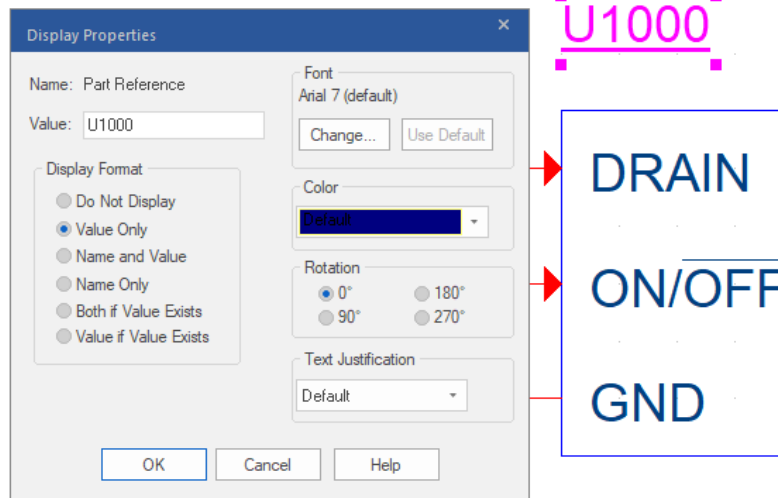 Display Properties
Name: Part Reference
Value: U1000
Display Format
Do Not Display
Value Only
Name and Value
Name Only
Both if Value Exists
Value if Value Exists
Font
Arial 7 (default)
Change...
Use Default
Color
Default
Rotation
0° 180°
90° 270°
Text Justification
Default
OK Cancel Help
U1000
DRAIN
ON/OFF
GND